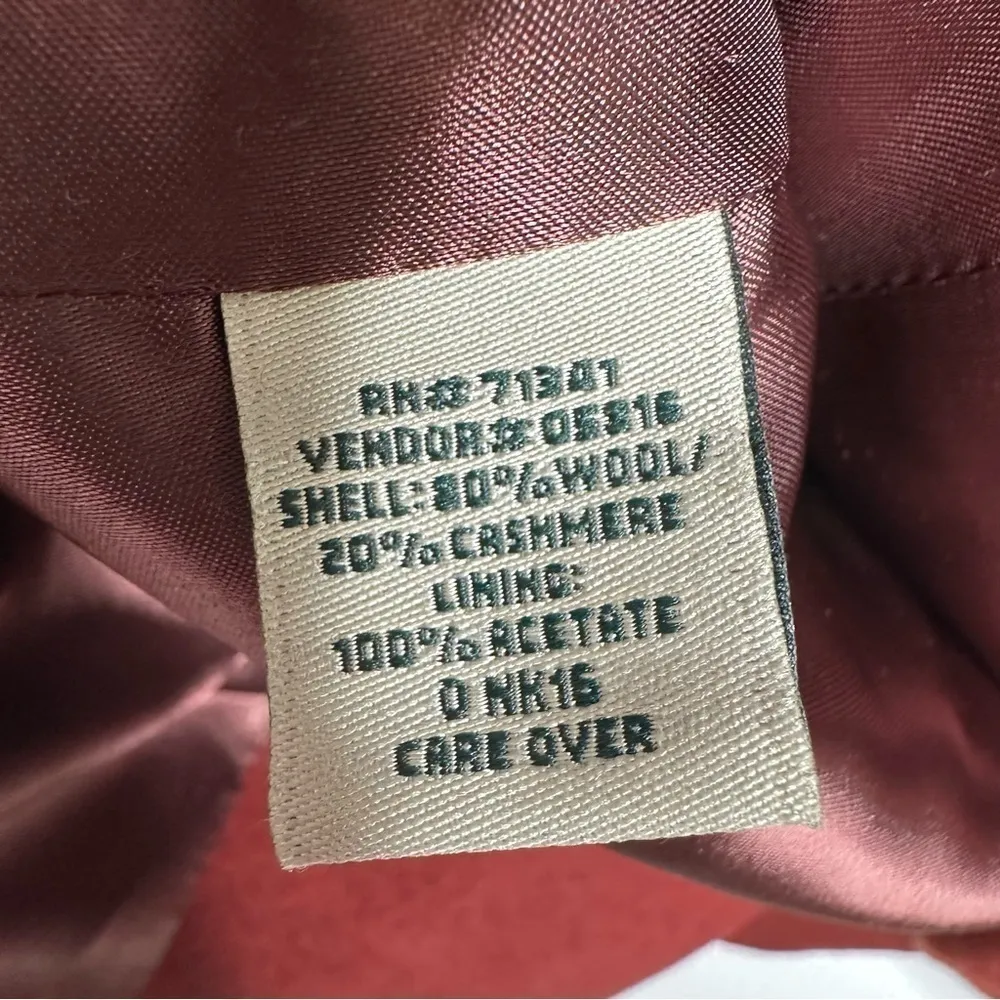 RN# 71341
VENDOR# 05316
SHELL: 80% WOOL/
20% CASHMERE
LINING:
100% ACETATE
0 NK16
CARE OVER